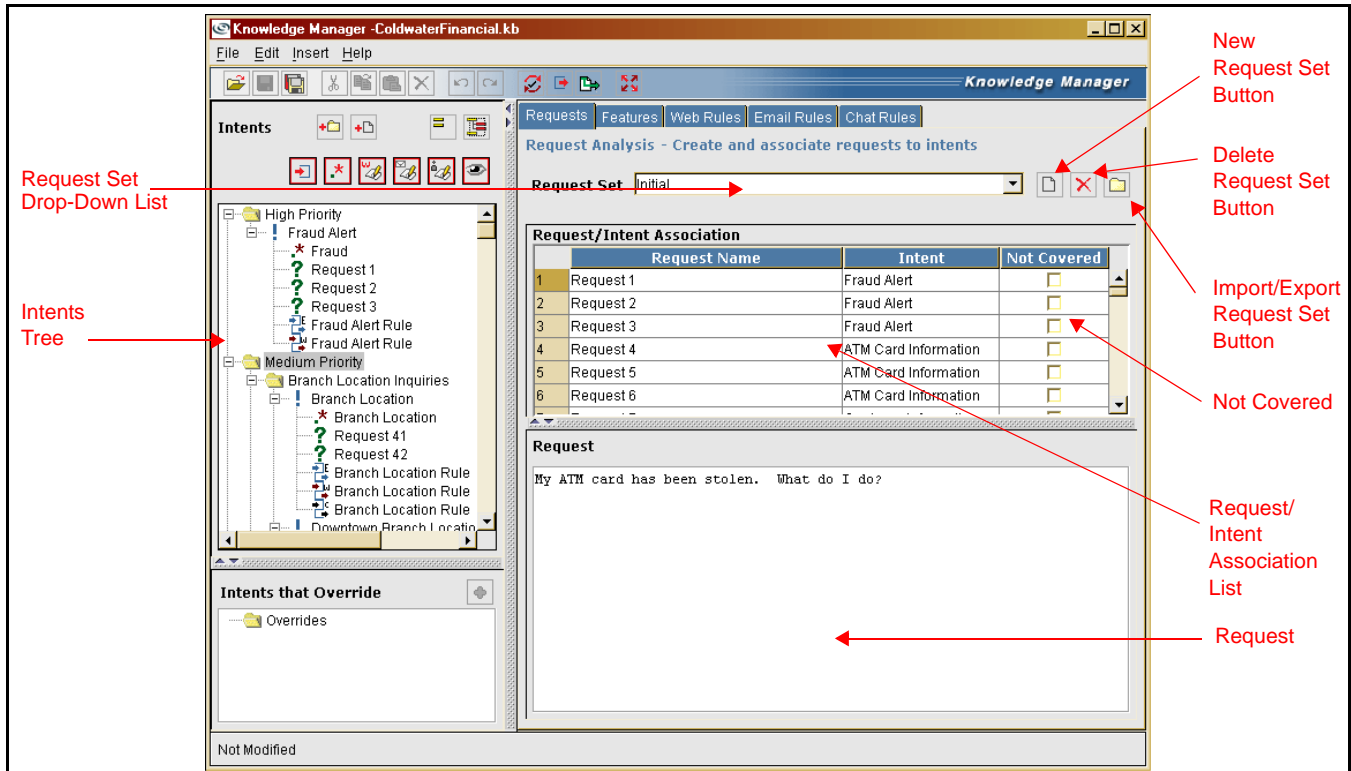 Knowledge Manager -ColdwaterFinancial.kb
File Edit Insert Help
Knowledge Manager
Intents
Requests Features Web Rules Email Rules Chat Rules
Request Analysis - Create and associate requests to intents
Request Set Initial
High Priority
Fraud Alert
Fraud
Request 1
Request 2
Request 3
Fraud Alert Rule
Fraud Alert Rule
Medium Priority
Branch Location Inquiries
Branch Location
Branch Location
Request 41
Request 42
Branch Location Rule
Branch Location Rule
Branch Location Rule
Downtown Branch Locatio
Intents that Override
Overrides
Request/Intent Association
Request Name Intent Not Covered
1 Request 1 Fraud Alert
2 Request 2 Fraud Alert
3 Request 3 Fraud Alert
4 Request 4 ATM Card Information
5 Request 5 ATM Card Information
6 Request 6 ATM Card Information
Request
My ATM card has been stolen. What do I do?
Not Modified
Request Set
Drop-Down List
Intents
Tree
New
Request Set
Button
Delete
Request Set
Button
Import/Export
Request Set
Button
Not Covered
Request/
Intent
Association
List
Request